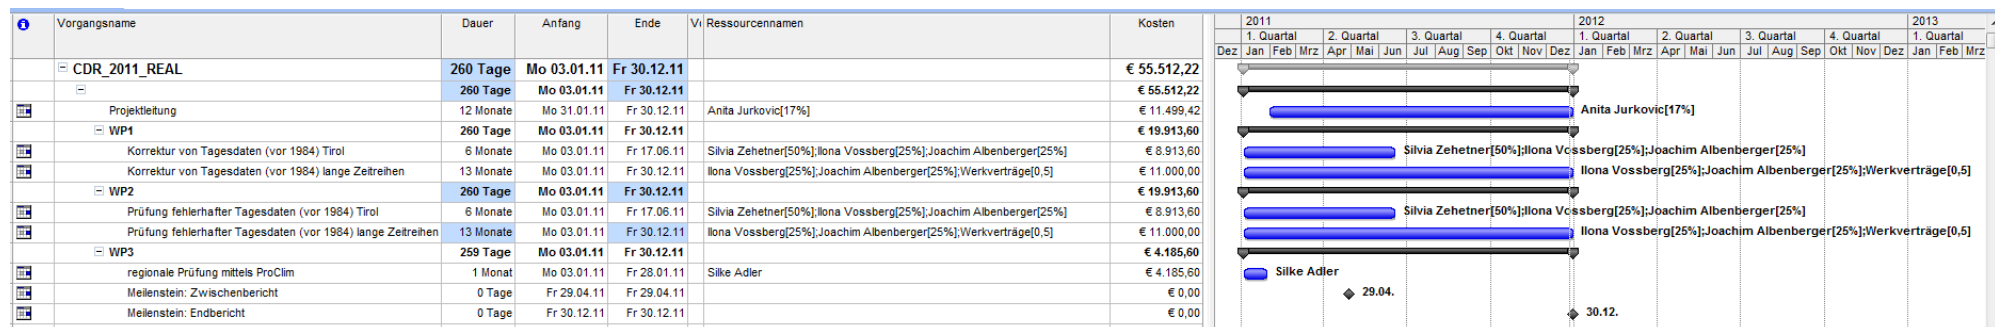 Vorgangsname Dauer Anfang Ende Vi Ressourcennamen Kosten
2011 2012 2013
1. Quartal 2. Quartal 3. Quartal 4. Quartal 1. Quartal 2. Quartal 3. Quartal 4. Quartal 1. Quartal
Dez Jan Feb Mrz Apr Mai Jun Jul Aug Sep Okt Nov Dez Jan Feb Mrz Apr Mai Jun Jul Aug Sep Okt Nov Dez Jan Feb Mrz
CDR_2011_REAL 260 Tage Mo 03.01.11 Fr 30.12.11 € 55.512,22
260 Tage Mo 03.01.11 Fr 30.12.11 € 55.512,22
Projektleitung 12 Monate Mo 31.01.11 Fr 30.12.11 Anita Jurkovic[17%] € 11.499,42 Anita Jurkovic[17%]
WP1 260 Tage Mo 03.01.11 Fr 30.12.11 € 19.913,60
Korrektur von Tagesdaten (vor 1984) Tirol 6 Monate Mo 03.01.11 Fr 17.06.11 Silvia Zehetner[50%];Ilona Vossberg[25%];Joachim Albenberger[25%] € 8.913,60 Silvia Zehetner[50%];Ilona Vossberg[25%];Joachim Albenberger[25%]
Korrektur von Tagesdaten (vor 1984) lange Zeitreihen 13 Monate Mo 03.01.11 Fr 30.12.11 Ilona Vossberg[25%];Joachim Albenberger[25%];Werkverträge[0,5] € 11.000,00 Ilona Vossberg[25%];Joachim Albenberger[25%];Werkverträge[0,5]
WP2 260 Tage Mo 03.01.11 Fr 30.12.11 € 19.913,60
Prüfung fehlerhafter Tagesdaten (vor 1984) Tirol 6 Monate Mo 03.01.11 Fr 17.06.11 Silvia Zehetner[50%];Ilona Vossberg[25%];Joachim Albenberger[25%] € 8.913,60 Silvia Zehetner[50%];Ilona Vossberg[25%];Joachim Albenberger[25%]
Prüfung fehlerhafter Tagesdaten (vor 1984) lange Zeitreihen 13 Monate Mo 03.01.11 Fr 30.12.11 Ilona Vossberg[25%];Joachim Albenberger[25%];Werkverträge[0,5] € 11.000,00 Ilona Vossberg[25%];Joachim Albenberger[25%];Werkverträge[0,5]
WP3 259 Tage Mo 03.01.11 Fr 30.12.11 € 4.185,60
regionale Prüfung mittels ProClim 1 Monat Mo 03.01.11 Fr 28.01.11 Silke Adler € 4.185,60 Silke Adler
Meilenstein: Zwischenbericht 0 Tage Fr 29.04.11 Fr 29.04.11 € 0,00 29.04.
Meilenstein: Endbericht 0 Tage Fr 30.12.11 Fr 30.12.11 € 0,00 30.12.